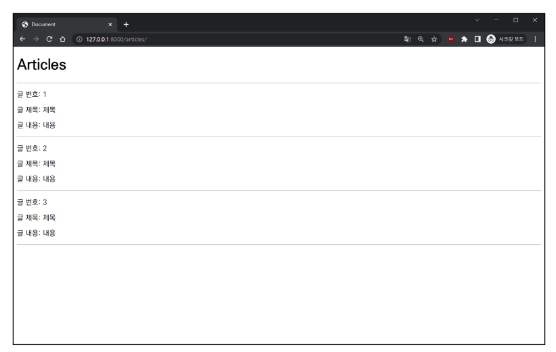 Document
127.0.0.1:8000/articles/
시크릿 모드
Articles
글 번호: 1
글 제목: 제목
글 내용: 내용
글 번호: 2
글 제목: 제목
글 내용: 내용
글 번호: 3
글 제목: 제목
글 내용: 내용